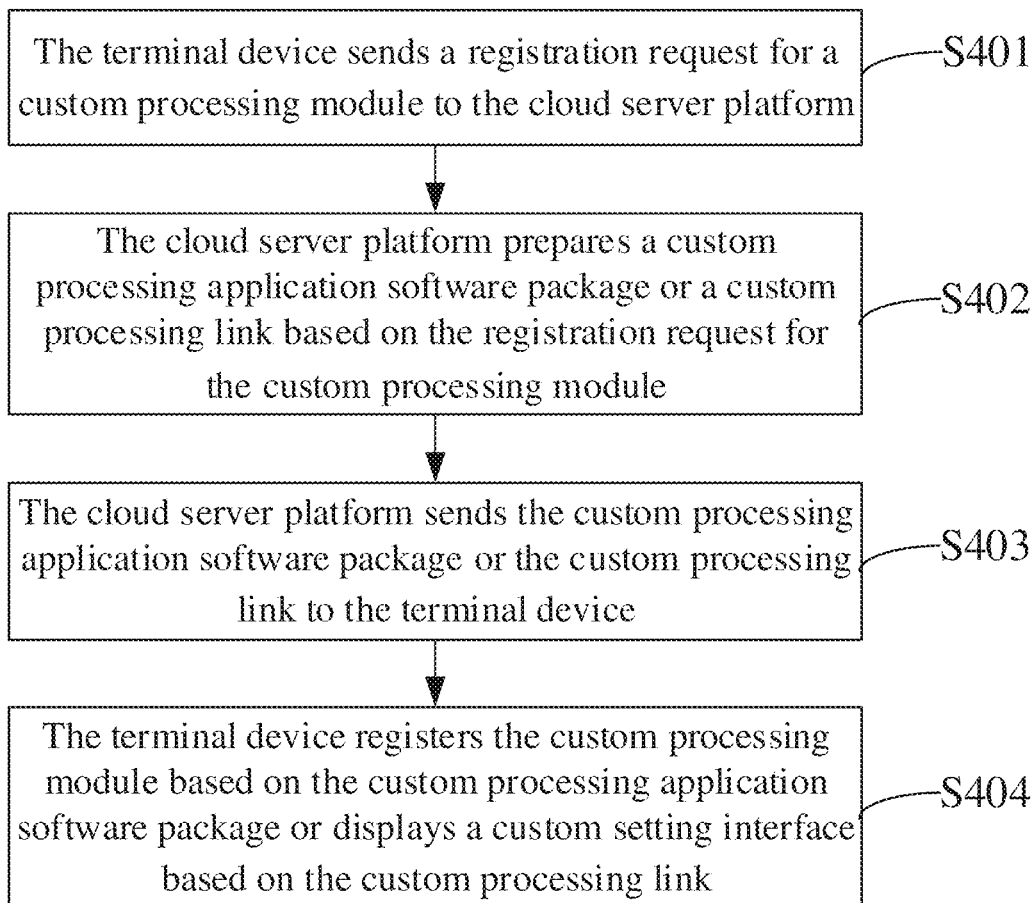 The terminal device sends a registration request for a
custom processing module to the cloud server platform
S401
The cloud server platform prepares a custom
processing application software package or a custom
processing link based on the registration request for
the custom processing module
S402
The cloud server platform sends the custom processing
application software package or the custom processing
link to the terminal device
S403
The terminal device registers the custom processing
module based on the custom processing application
software package or displays a custom setting interface
based on the custom processing link
S404